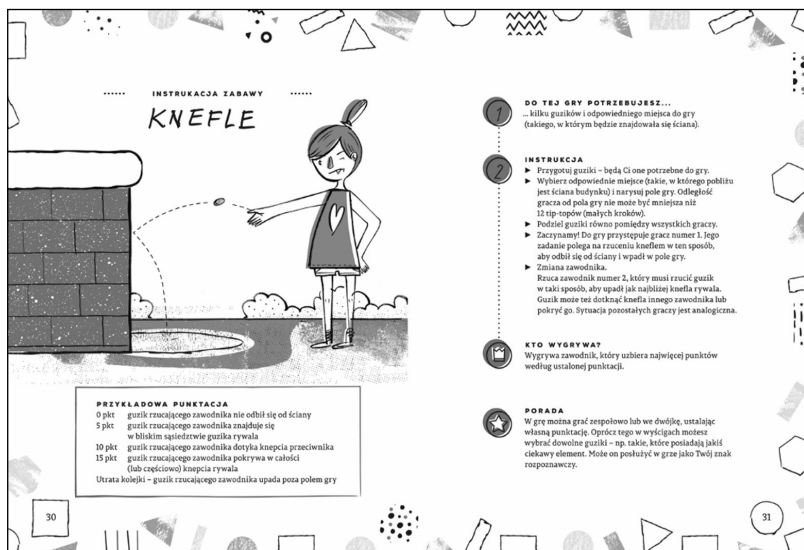 INSTRUKACJA ZABAWY
KNEFLE
PRZYKŁADOWA PUNKTACJA
0 pkt guzik rzucającego zawodnika nie odbił się od ściany
5 pkt guzik rzucającego zawodnika znajduje się
w bliskim sąsiedztwie guzika rywala
10 pkt guzik rzucającego zawodnika dotyka knepcia przeciwnika
15 pkt guzik rzucającego zawodnika pokrywa w całości
(lub częściowo) knepcia rywala
Utrata kolejki – guzik rzucającego zawodnika upada poza polem gry
30
1
DO TEJ GRY POTRZEBUJESZ...
... kilku guzików i odpowiedniego miejsca do gry
(takiego, w którym będzie znajdowała się ściana).
2
INSTRUKCJA
► Przygotuj guziki – będą Ci one potrzebne do gry.
► Wybierz odpowiednie miejsce (takie, w którego pobliżu
jest ściana budynku) i narysuj pole gry. Odległość
gracza od pola gry nie może być mniejsza niż
12 tip-topów (małych kroków).
► Podziel guziki równo pomiędzy wszystkich graczy.
► Zaczynamy! Do gry przystępuje gracz numer 1. Jego
zadanie polega na rzuceniu kneflem w ten sposób,
aby odbił się od ściany i wpadł w pole gry.
► Zmiana zawodnika.
Rzuca zawodnik numer 2, który musi rzucić guzik
w taki sposób, aby upadł jak najbliżej knefla rywala.
Guzik może też dotknąć knefla innego zawodnika lub
pokryć go. Sytuacja pozostałych graczy jest analogiczna.
KTO WYGRYWA?
Wygrywa zawodnik, który uzbiera najwięcej punktów
według ustalonej punktacji.
PORADA
W grę można grać zespołowo lub we dwójkę, ustalając
własną punktację. Oprócz tego w wyścigach możesz
wybrać dowolne guziki – np. takie, które posiadają jakiś
ciekawy element. Może on posłużyć w grze jako Twój znak
rozpoznawczy.
31